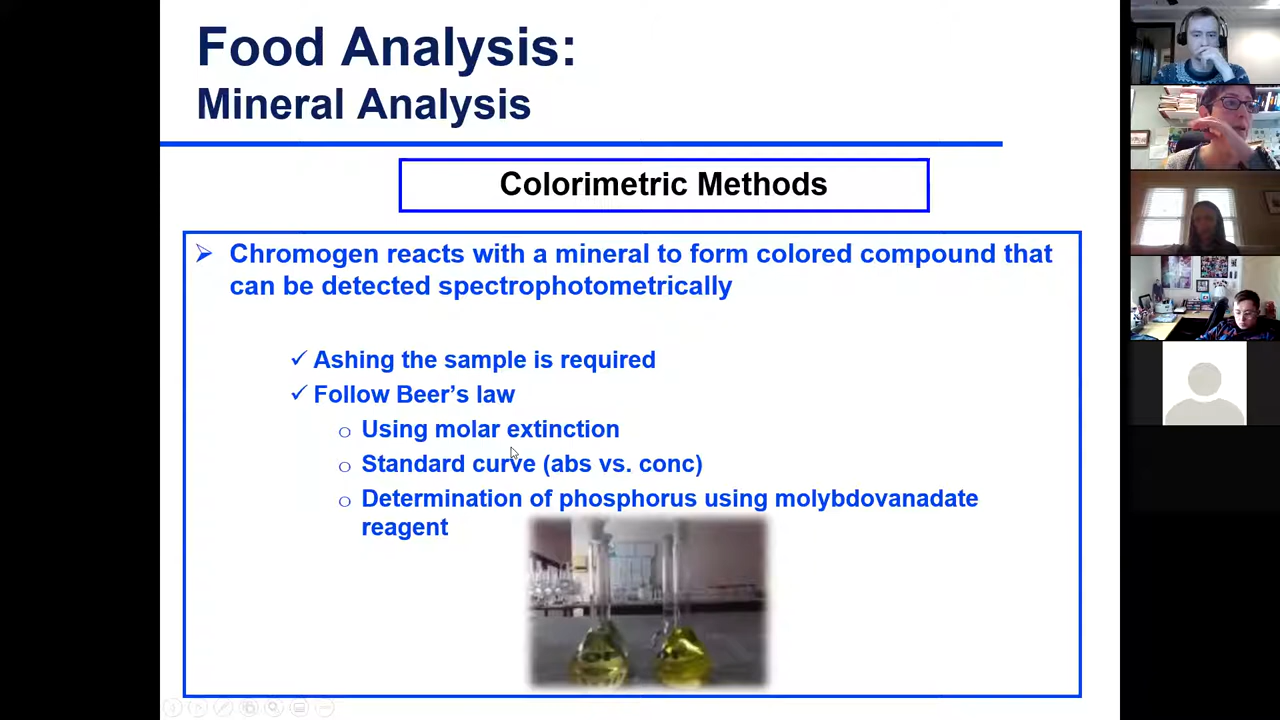 Food Analysis:
Mineral Analysis
Colorimetric Methods
Chromogen reacts with a mineral to form colored compound that
can be detected spectrophotometrically
Ashing the sample is required
Follow Beer's law
Using molar extinction
Standard curve (abs vs. conc)
Determination of phosphorus using molybdovanadate
reagent